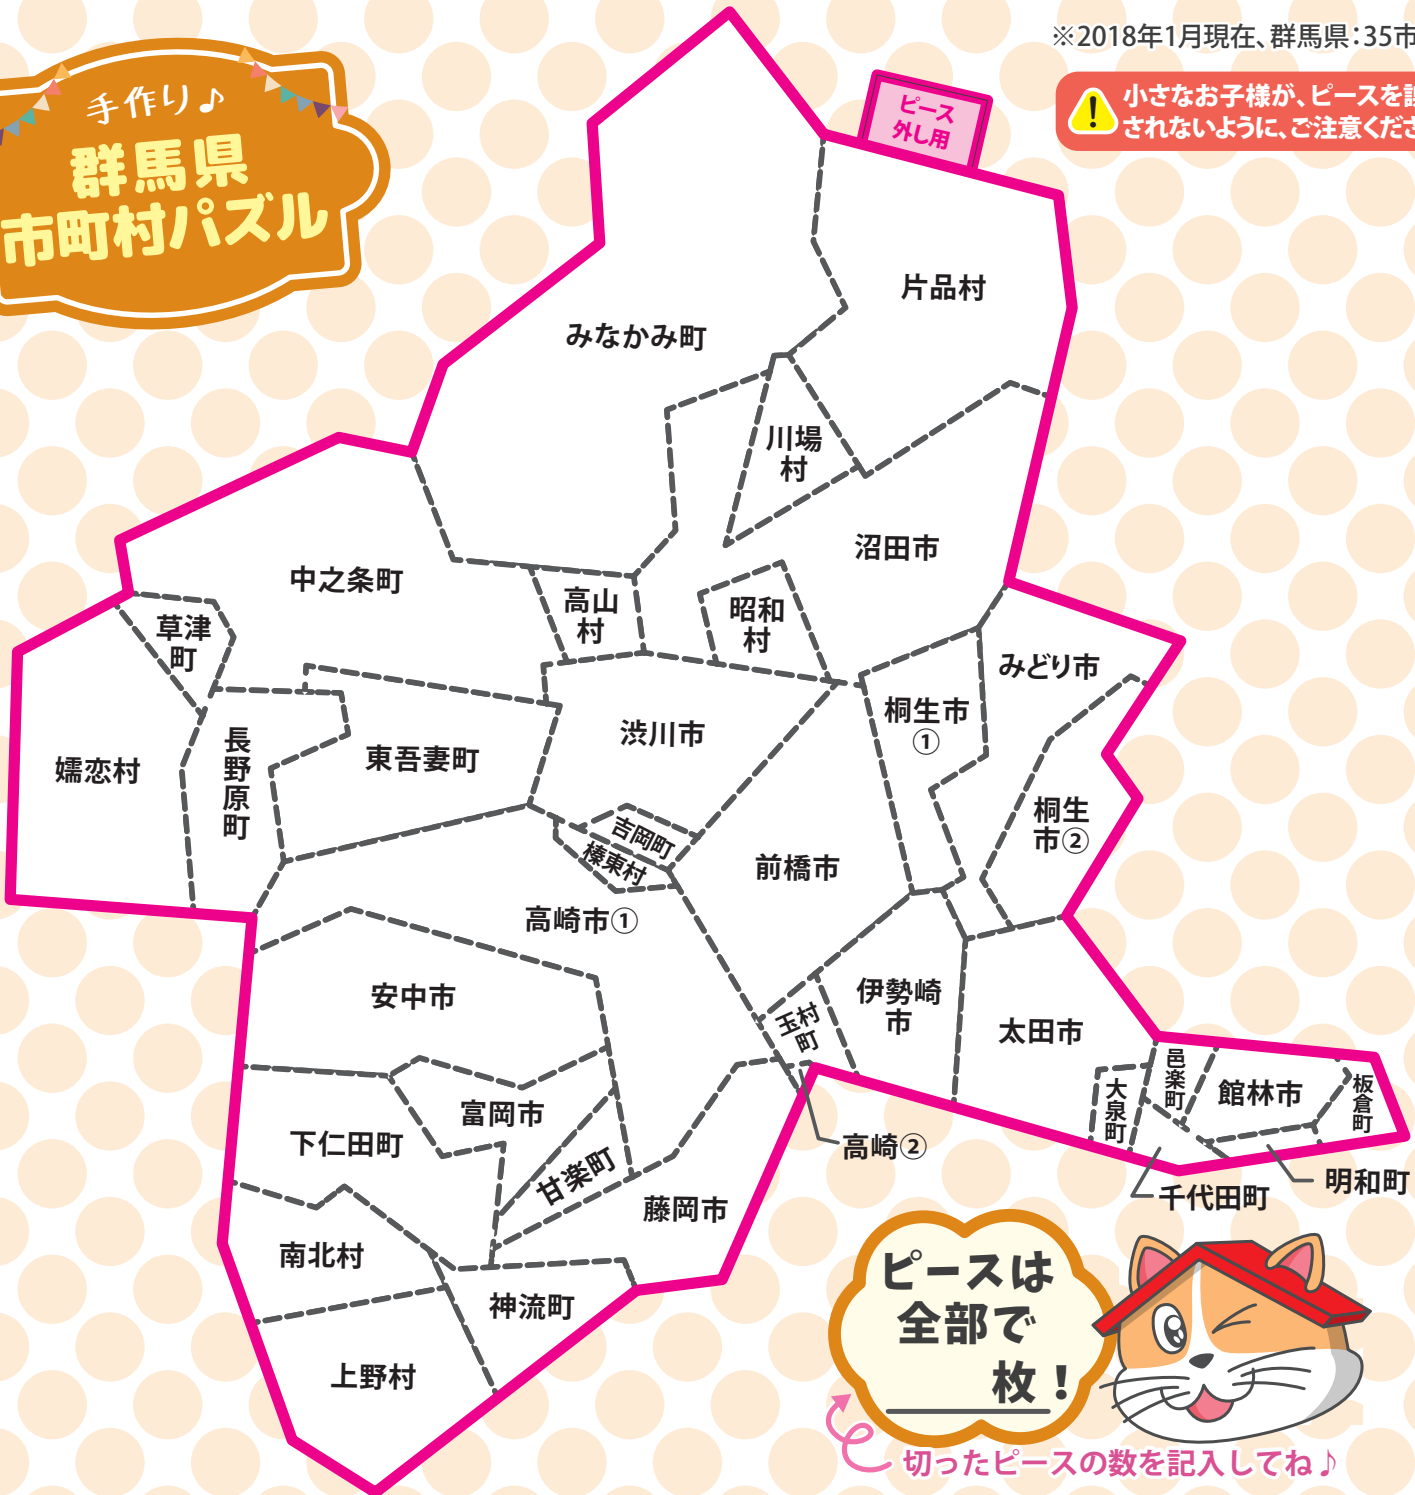 ※2018年1月現在、群馬県：35市
小さなお子様が、ピースを誤
されないように、ご注意くださ
手作り♪
群馬県
市町村パズル
ピース
外し用
片品村
みなかみ町
川場
村
沼田市
中之条町
高山
村
昭和
村
草津
町
みどり市
桐生市
①
渋川市
長野原町
東吾妻町
嬬恋村
桐生
市②
吉岡町
榛東村
前橋市
高崎市①
安中市
伊勢崎
市
玉村
町
太田市
邑楽町
大泉町
館林市
板倉町
富岡市
下仁田町
甘楽町
高崎②
藤岡市
千代田町
明和町
南北村
神流町
上野村
ピースは
全部で
枚！
切ったピースの数を記入してね♪